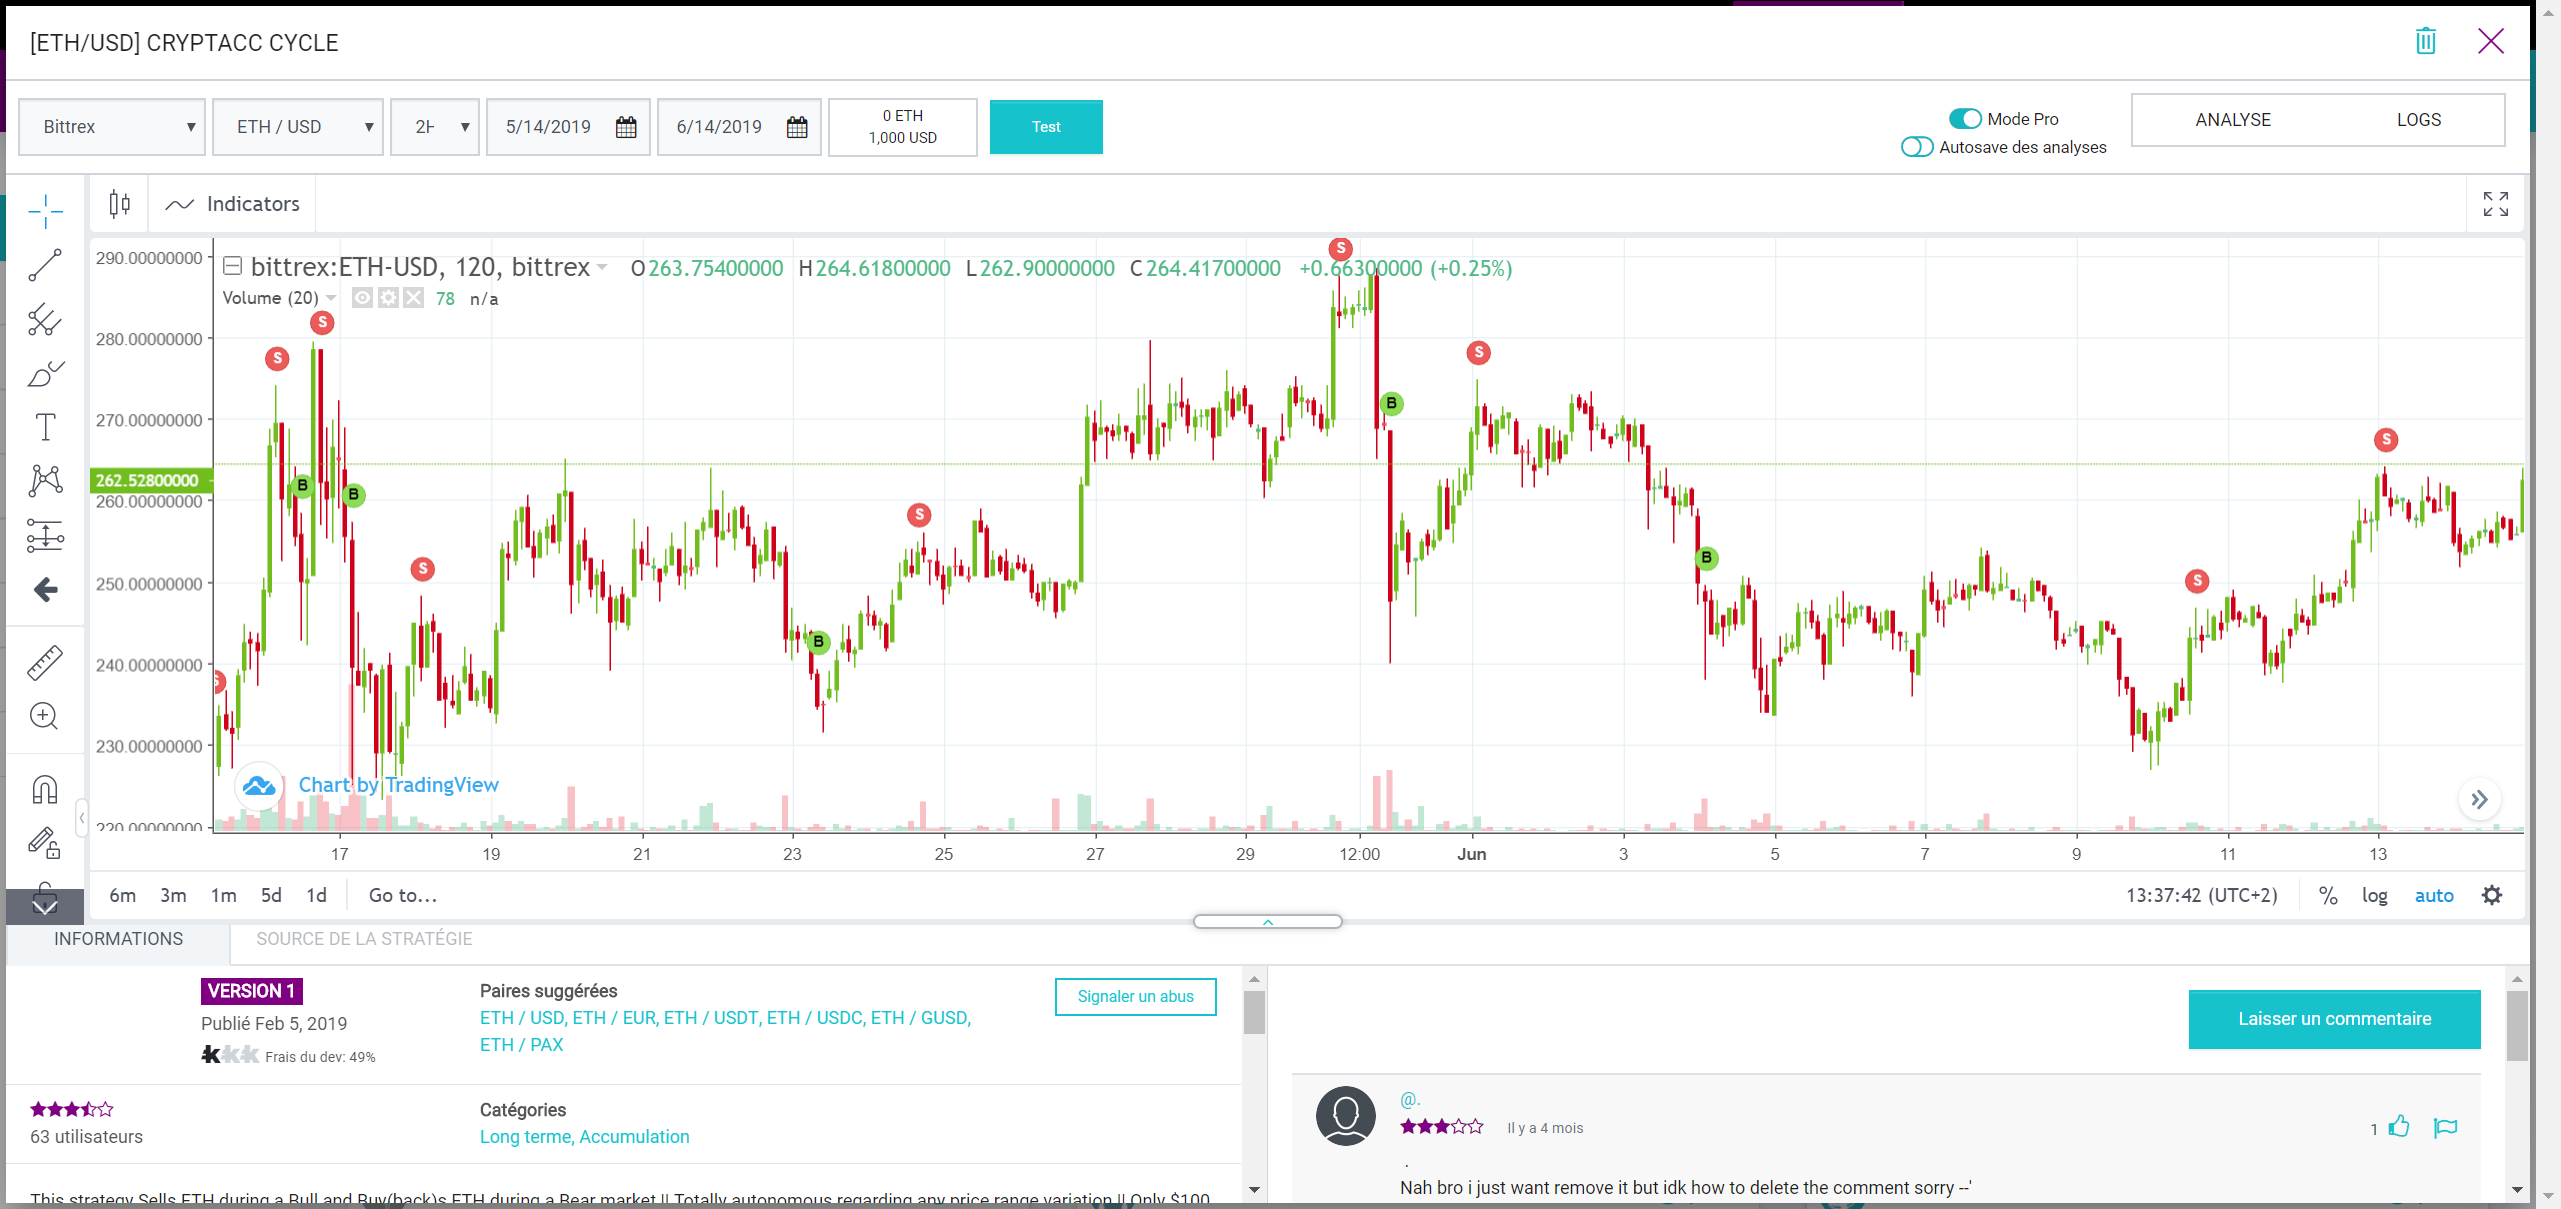 [ETH/USD] CRYPTACC CYCLE
Bittrex
ETH / USD
2H
5/14/2019
6/14/2019
0 ETH
1,000 USD
Test
Mode Pro
Autosave des analyses
ANALYSE
LOGS
Indicators
bittrex:ETH-USD, 120, bittrex
O263.75400000 H264.61800000 L262.90000000 C264.41700000 +0.66300000 (+0.25%)
Volume (20)
78 n/a
290.00000000
280.00000000
270.00000000
262.52800000
260.00000000
250.00000000
240.00000000
230.00000000
220.00000000
S
S
S
B
B
S
B
S
S
B
S
B
S
S
Chart by TradingView
17
19
21
23
25
27
29
12:00
Jun
3
5
7
9
11
13
6m 3m 1m 5d 1d
Go to...
13:37:42 (UTC+2)
%
log
auto
INFORMATIONS
SOURCE DE LA STRATÉGIE
VERSION 1
Publié Feb 5, 2019
Frais du dev: 49%
Paires suggérées
ETH / USD, ETH / EUR, ETH / USDT, ETH / USDC, ETH / GUSD,
ETH / PAX
Signaler un abus
63 utilisateurs
Catégories
Long terme, Accumulation
This strategy Sells ETH during a Bull and Buy(back)s ETH during a Bear market !! Totally autonomous regarding any price range variation !! Only $100
Laisser un commentaire
@.
Il y a 4 mois
1
.
Nah bro i just want remove it but idk how to delete the comment sorry --'